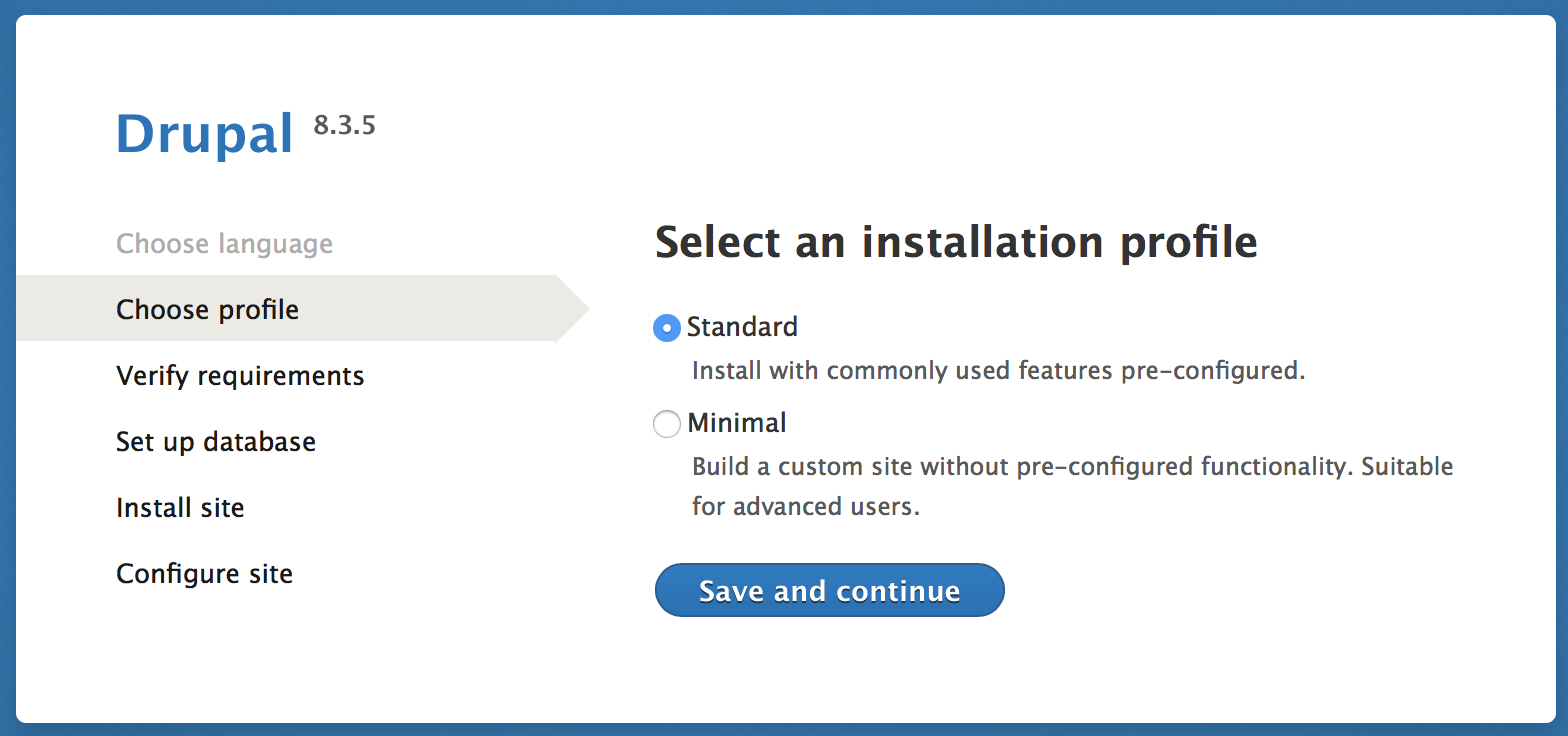 Drupal 8.3.5
Choose language
Choose profile
Verify requirements
Set up database
Install site
Configure site
Select an installation profile
Standard
Install with commonly used features pre-configured.
Minimal
Build a custom site without pre-configured functionality. Suitable
for advanced users.
Save and continue